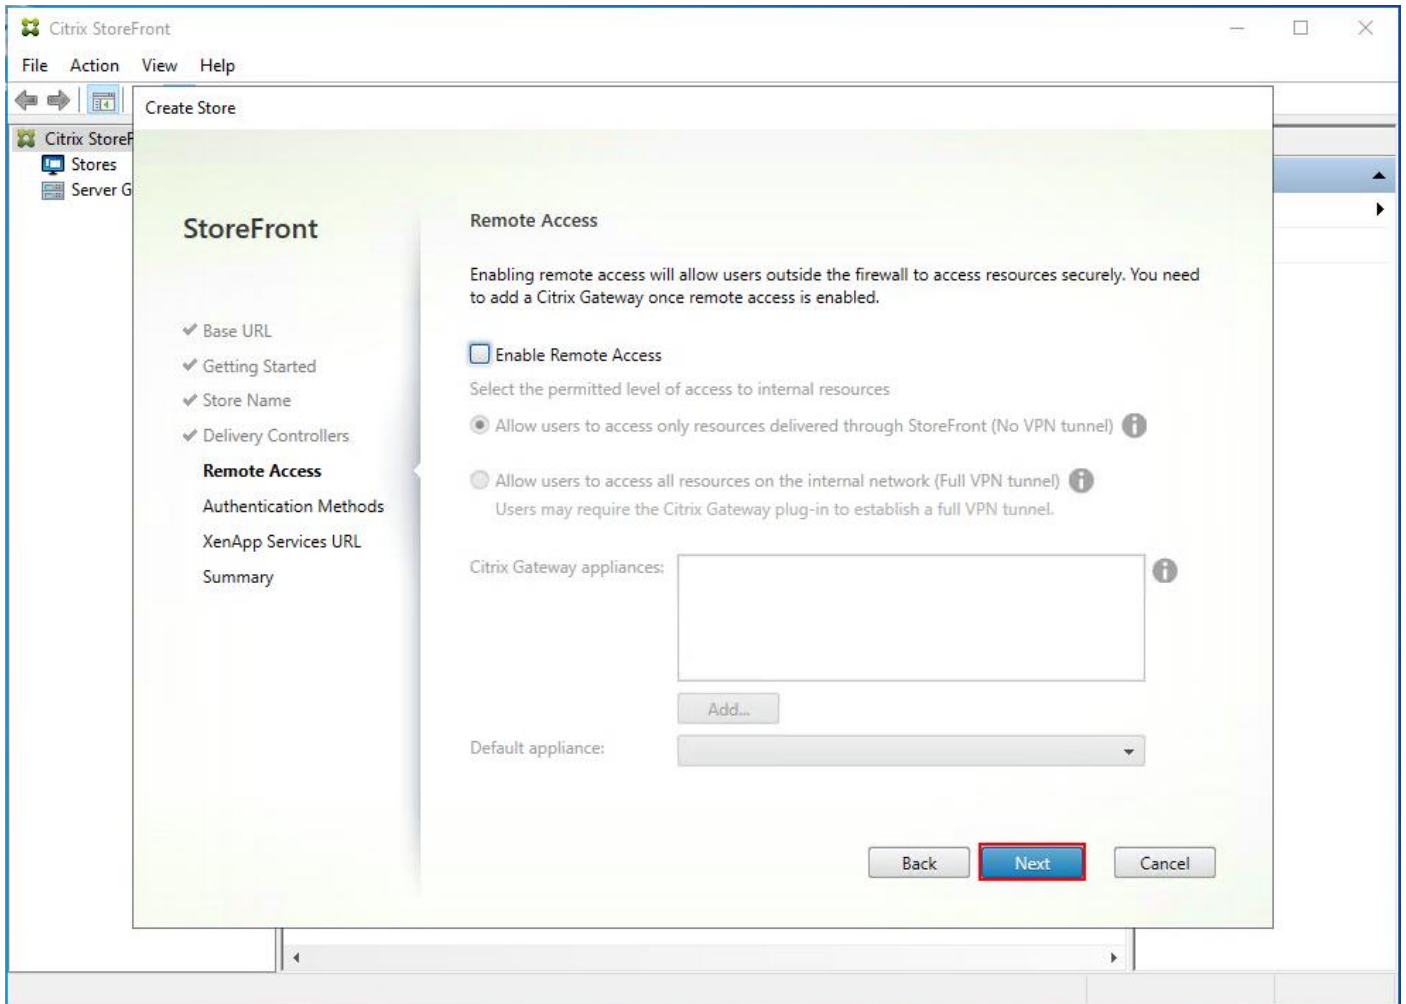 Citrix StoreFront
File Action View Help
Create Store
Citrix StoreF
Stores
Server G
StoreFront
Base URL
Getting Started
Store Name
Delivery Controllers
Remote Access
Authentication Methods
XenApp Services URL
Summary
Remote Access
Enabling remote access will allow users outside the firewall to access resources securely. You need
to add a Citrix Gateway once remote access is enabled.
Enable Remote Access
Select the permitted level of access to internal resources
Allow users to access only resources delivered through StoreFront (No VPN tunnel)
Allow users to access all resources on the internal network (Full VPN tunnel)
Users may require the Citrix Gateway plug-in to establish a full VPN tunnel.
Citrix Gateway appliances:
Add...
Default appliance:
Back Next Cancel